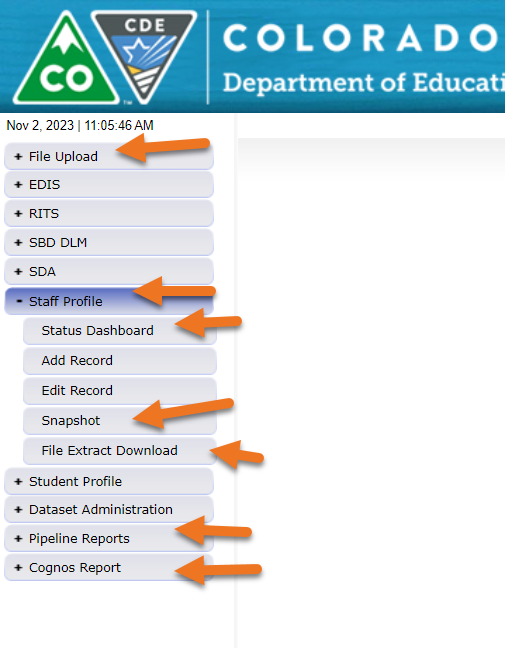 CO
CDE
TM
COLORADO
Department of Educati
Nov 2, 2023 | 11:05:46 AM
+ File Upload
+ EDIS
+ RITS
+ SBD DLM
+ SDA
- Staff Profile
Status Dashboard
Add Record
Edit Record
Snapshot
File Extract Download
+ Student Profile
+ Dataset Administration
+ Pipeline Reports
+ Cognos Report